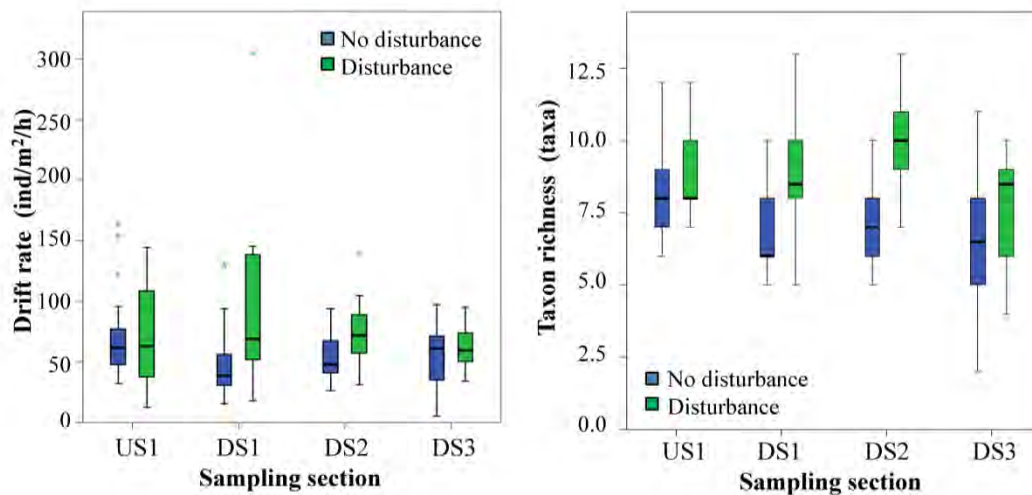 Drift rate (ind/m²/h)
300
250
200
150
100
50
0
No disturbance
Disturbance
US1 DS1 DS2 DS3
Sampling section
Taxon richness (taxa)
12.5
10.0
7.5
5.0
2.5
0.0
No disturbance
Disturbance
US1 DS1 DS2 DS3
Sampling section